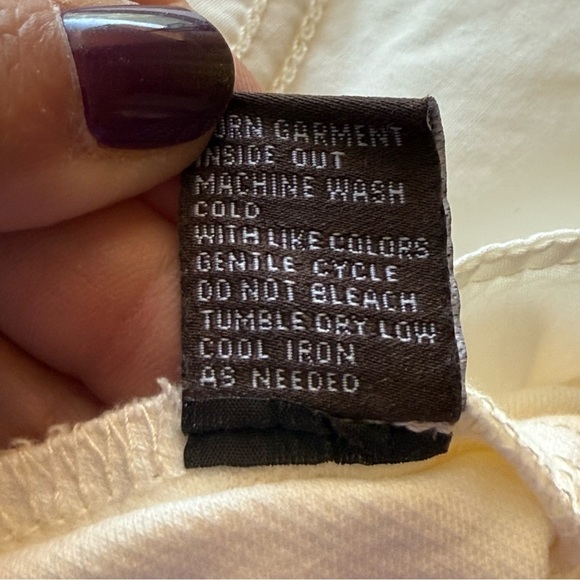 TURN GARMENT
INSIDE OUT
MACHINE WASH
COLD
WITH LIKE COLORS
GENTLE CYCLE
DO NOT BLEACH
TUMBLE DRY LOW
COOL IRON
AS NEEDED